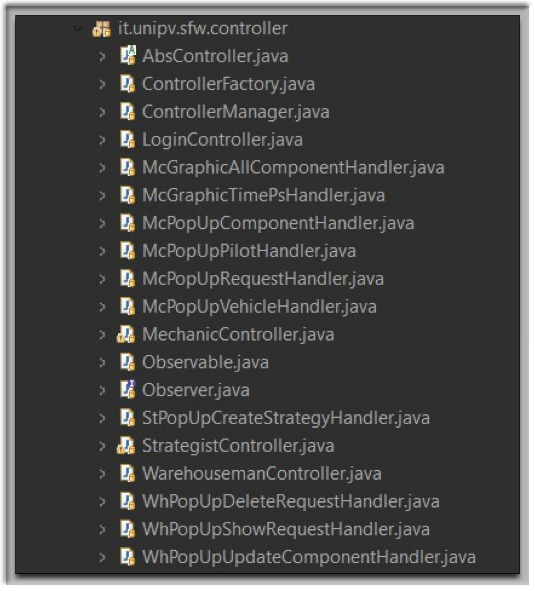 it.unipv.sfw.controller
AbsController.java
ControllerFactory.java
ControllerManager.java
LoginController.java
McGraphicAllComponentHandler.java
McGraphicTimePsHandler.java
McPopUpComponentHandler.java
McPopUpPilotHandler.java
McPopUpRequestHandler.java
McPopUpVehicleHandler.java
MechanicController.java
Observable.java
Observer.java
StPopUpCreateStrategyHandler.java
StrategistController.java
WarehousemanController.java
WhPopUpDeleteRequestHandler.java
WhPopUpShowRequestHandler.java
WhPopUpUpdateComponentHandler.java